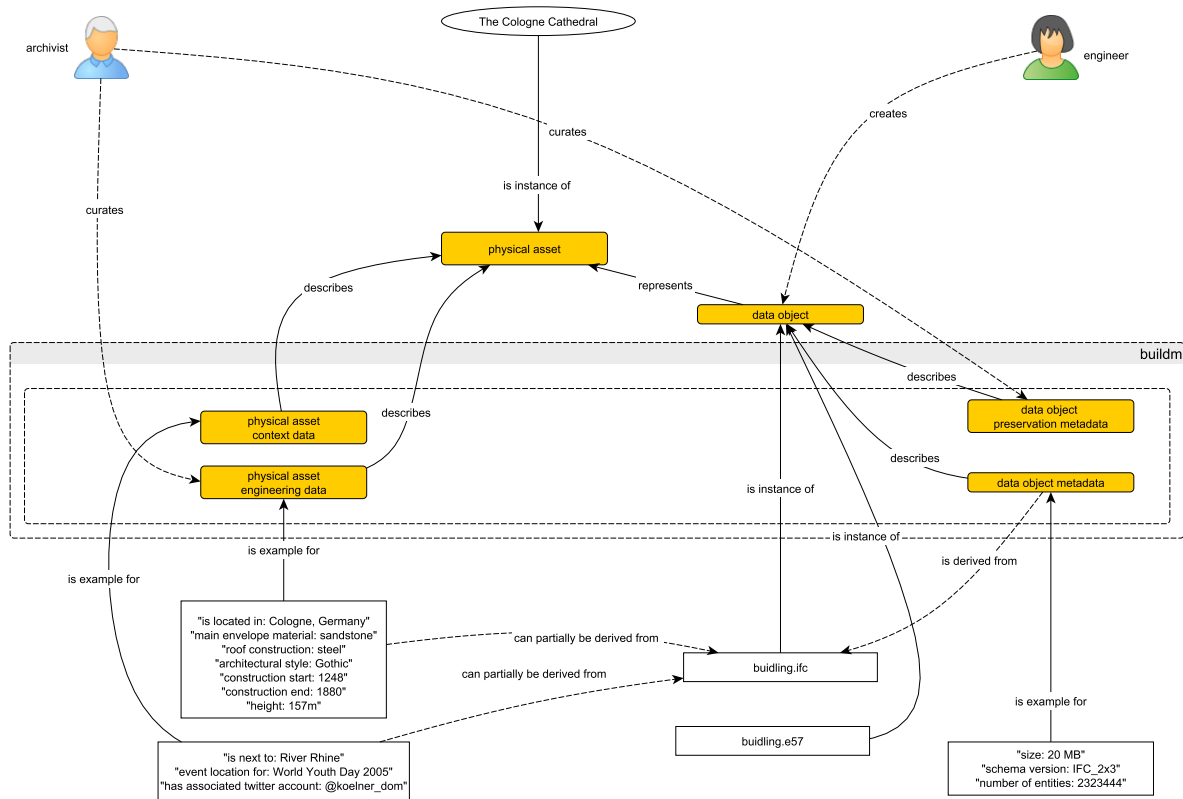 The Cologne Cathedral
archivist
engineer
creates
curates
is instance of
curates
physical asset
represents
describes
data object
buildm
describes
describes
physical asset
context data
data object
preservation metadata
describes
physical asset
engineering data
data object metadata
is instance of
is instance of
is example for
is derived from
is example for
"is located in: Cologne, Germany"
"main envelope material: sandstone"
"roof construction: steel"
"architectural style: Gothic"
"construction start: 1248"
"construction end: 1880"
"height: 157m"
can partially be derived from
buidling.ifc
can partially be derived from
is example for
buidling.e57
"is next to: River Rhine"
"event location for: World Youth Day 2005"
"has associated twitter account: @koelner_dom"
"size: 20 MB"
"schema version: IFC_2x3"
"number of entities: 2323444"